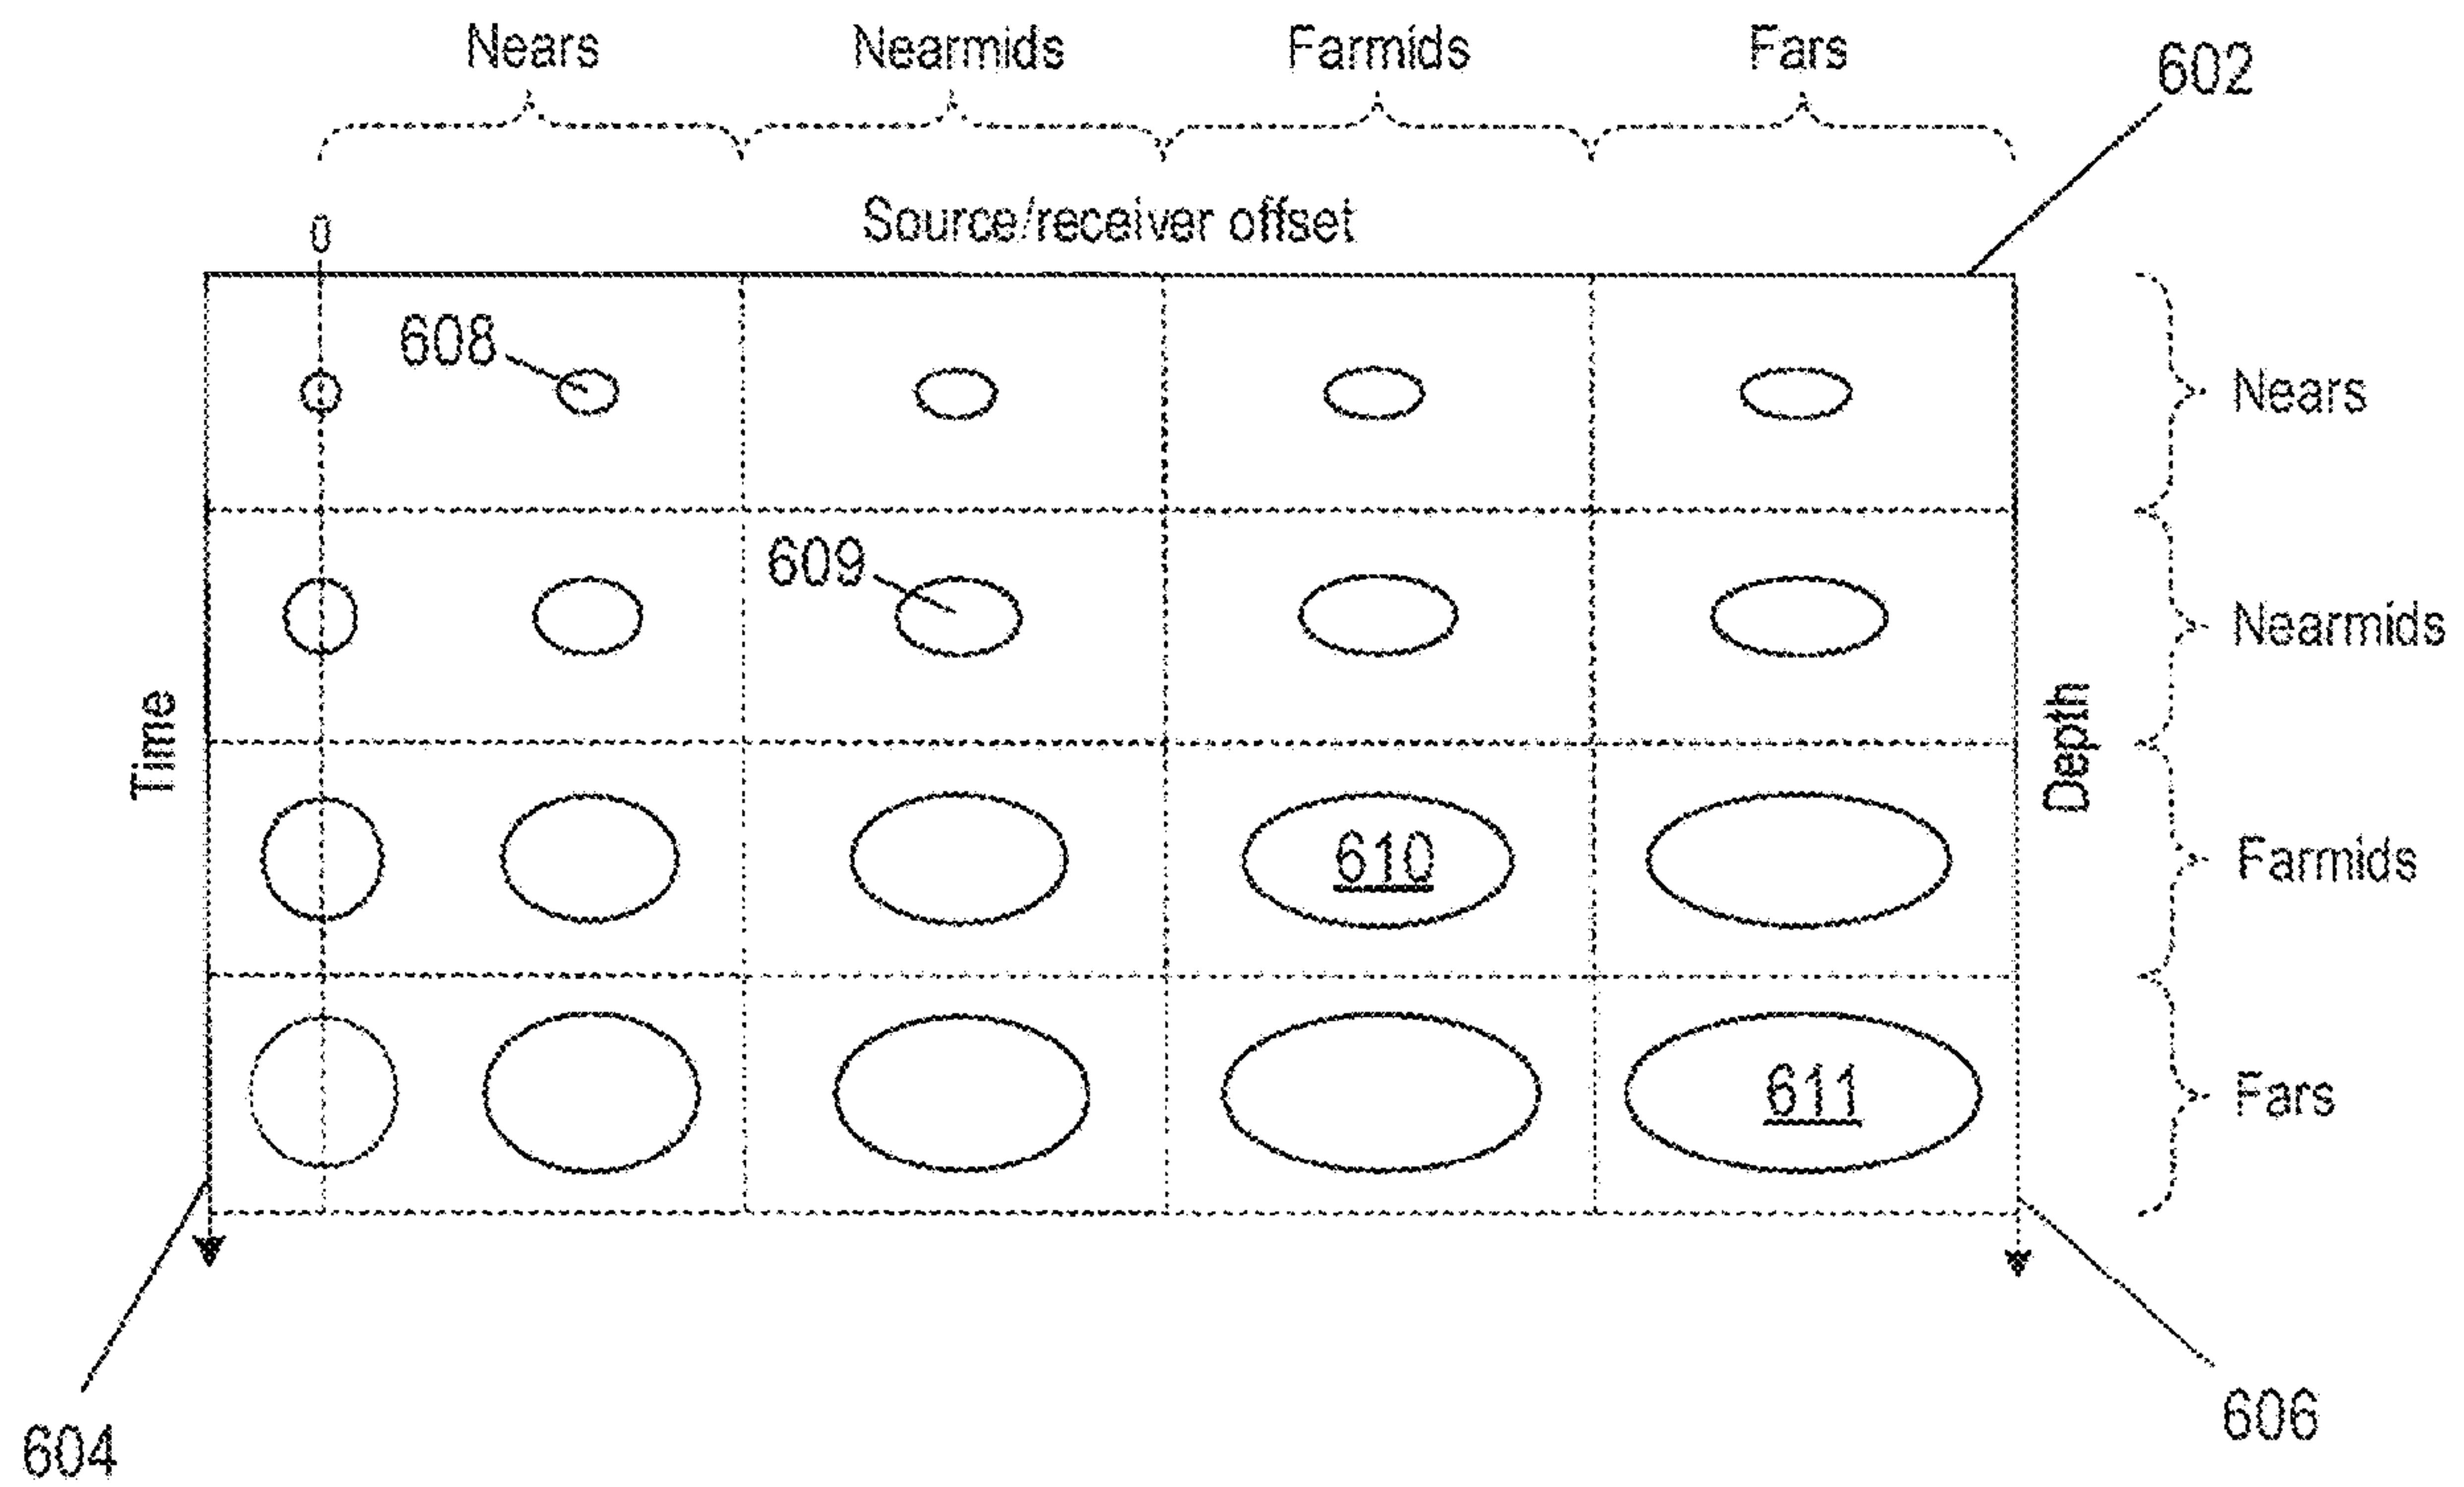 Nears Nearmids Farmids Fars
602
0
Source/receiver offset
608
Nears
609
Nearmids
Time
Depth
610
Farmids
611
Fars
604
606